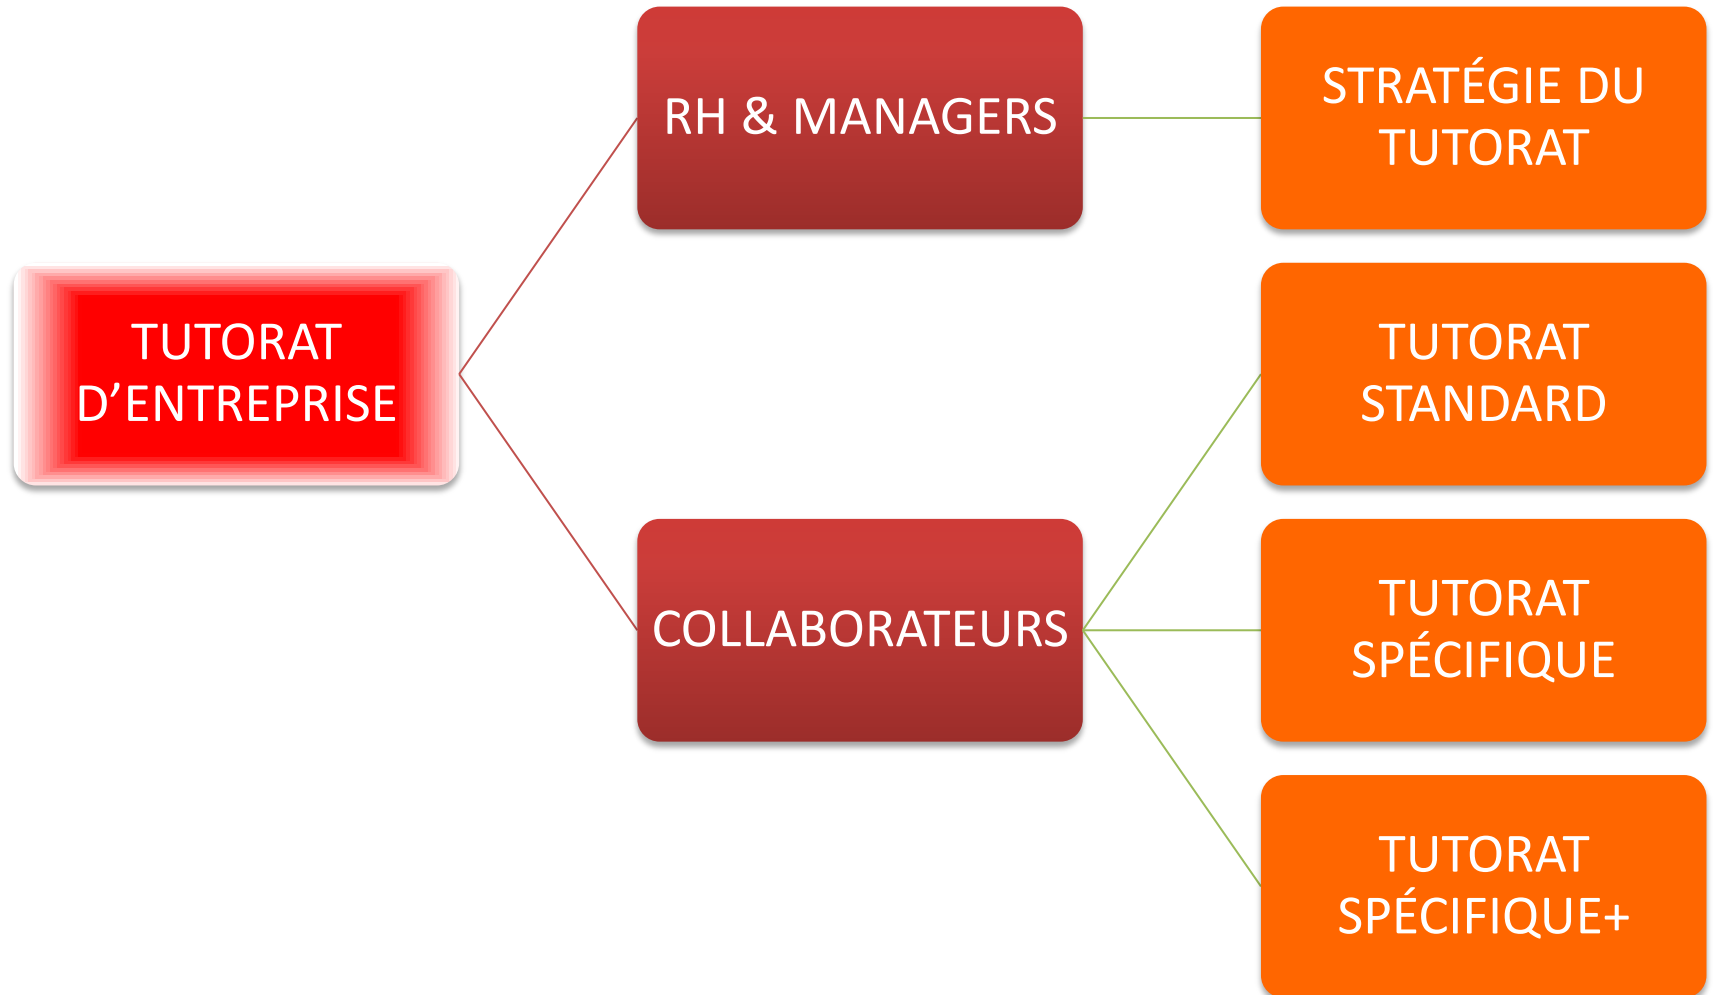 TUTORAT
D’ENTREPRISE
RH & MANAGERS
COLLABORATEURS
STRATÉGIE DU
TUTORAT
TUTORAT
STANDARD
TUTORAT
SPÉCIFIQUE
TUTORAT
SPÉCIFIQUE+